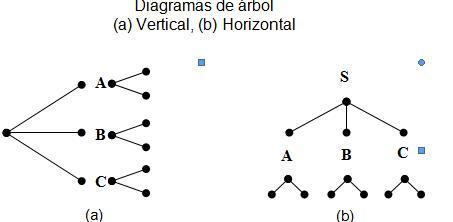 Diagramas de árbol
(a) Vertical, (b) Horizontal
S
A
B
C
A B C
(a) (b)